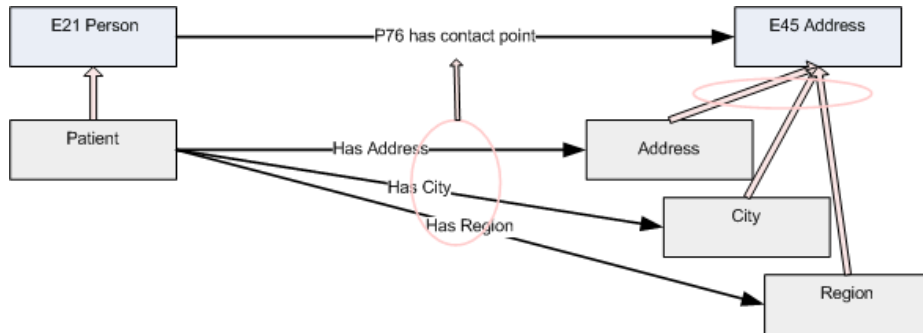 E21 Person
P76 has contact point
E45 Address
Patient
Has Address
Address
Has City
City
Has Region
Region